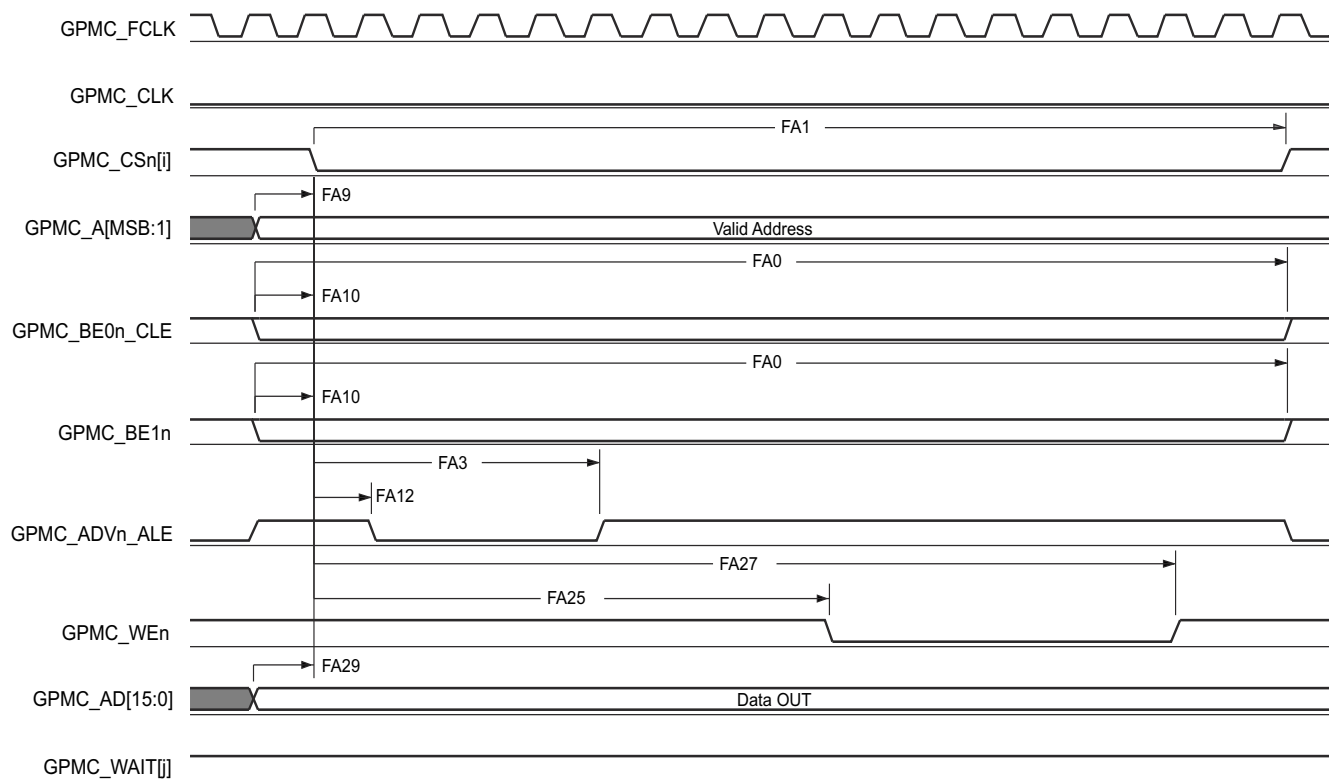 GPMC_FCLK
GPMC_CLK
FA1
GPMC_CSn[i]
FA9
GPMC_A[MSB:1]
Valid Address
FA0
FA10
GPMC_BE0n_CLE
FA0
FA10
GPMC_BE1n
FA3
FA12
GPMC_ADVn_ALE
FA27
FA25
GPMC_WEn
FA29
GPMC_AD[15:0]
Data OUT
GPMC_WAIT[j]